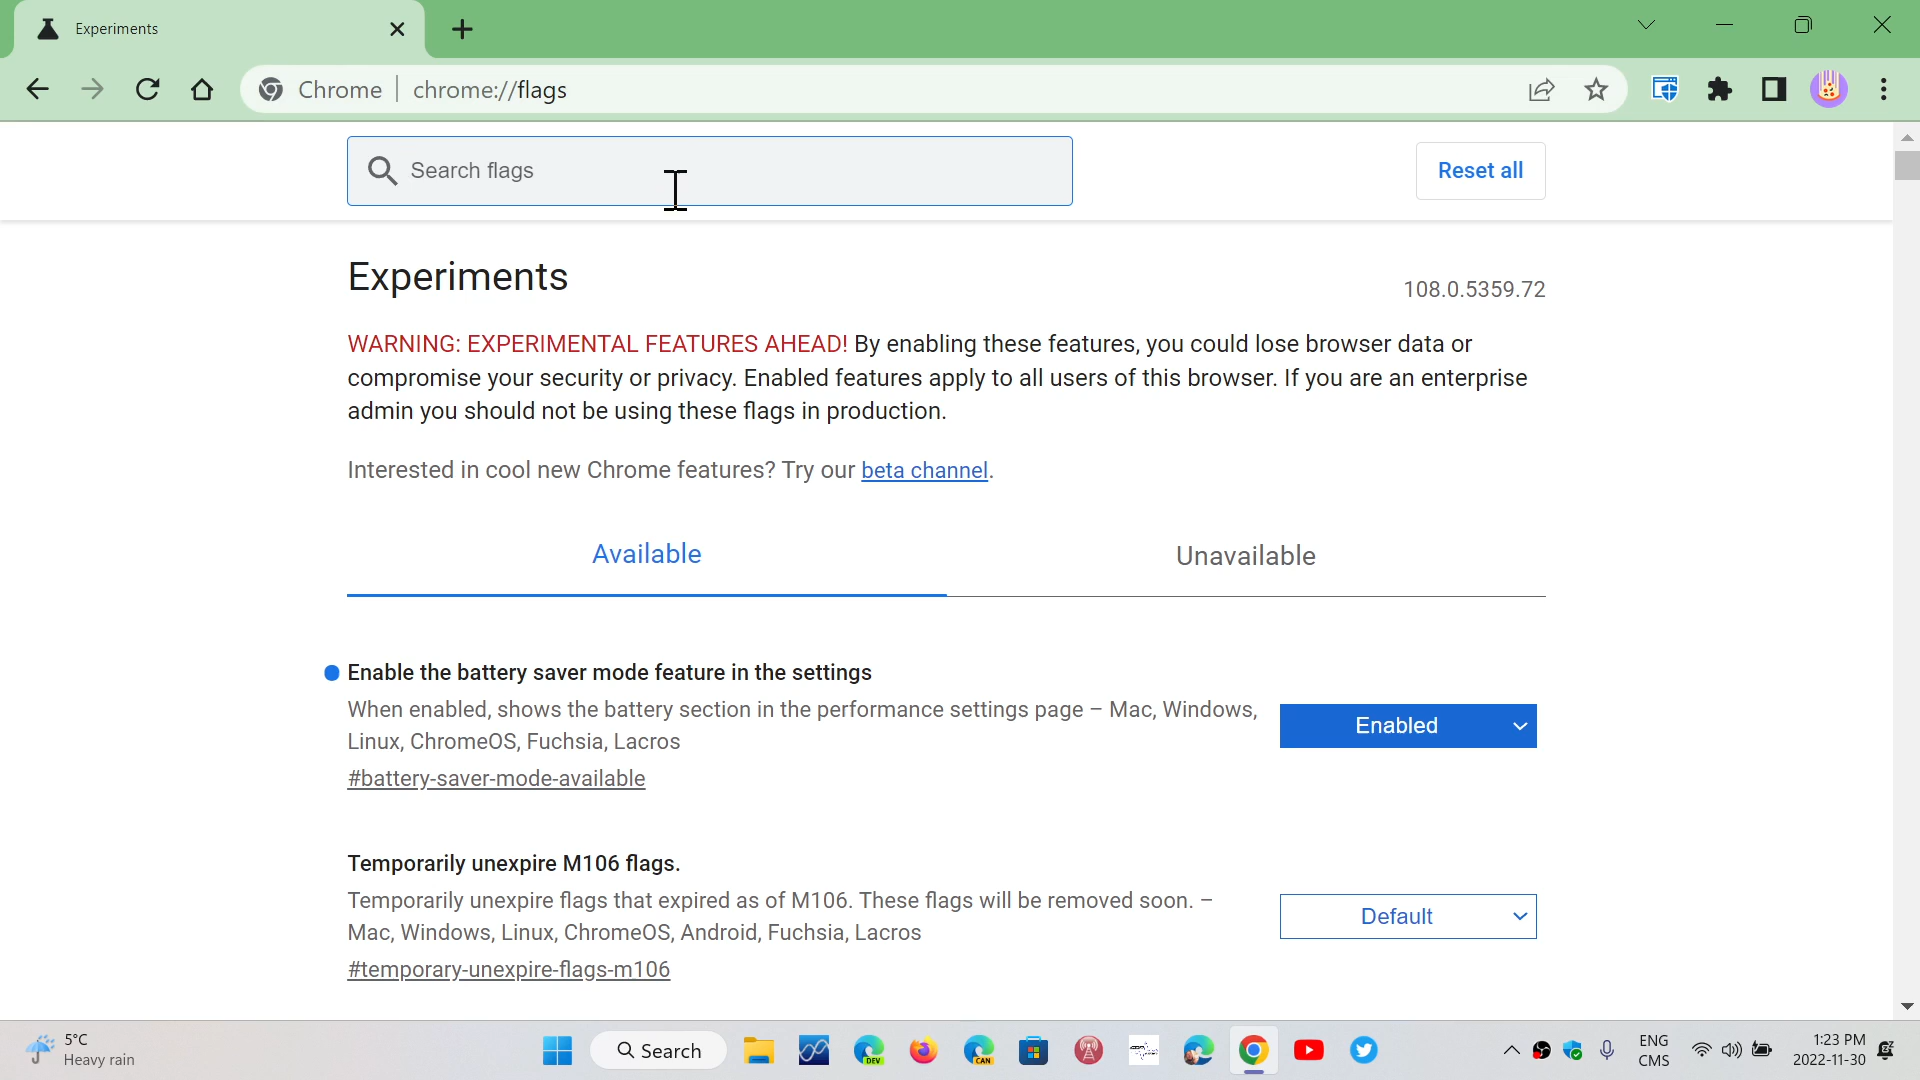 Experiments
Chrome | chrome://flags
Search flags
Reset all
Experiments
108.0.5359.72
WARNING: EXPERIMENTAL FEATURES AHEAD! By enabling these features, you could lose browser data or
compromise your security or privacy. Enabled features apply to all users of this browser. If you are an enterprise
admin you should not be using these flags in production.
Interested in cool new Chrome features? Try our beta channel.
Available
Unavailable
Enable the battery saver mode feature in the settings
When enabled, shows the battery section in the performance settings page – Mac, Windows,
Linux, ChromeOS, Fuchsia, Lacros
#battery-saver-mode-available
Enabled
Temporarily unexpire M106 flags.
Temporarily unexpire flags that expired as of M106. These flags will be removed soon. –
Mac, Windows, Linux, ChromeOS, Android, Fuchsia, Lacros
#temporary-unexpire-flags-m106
Default
5°C
Heavy rain
Search
DEV
CAN
ENG
CMS
1:23 PM
2022-11-30